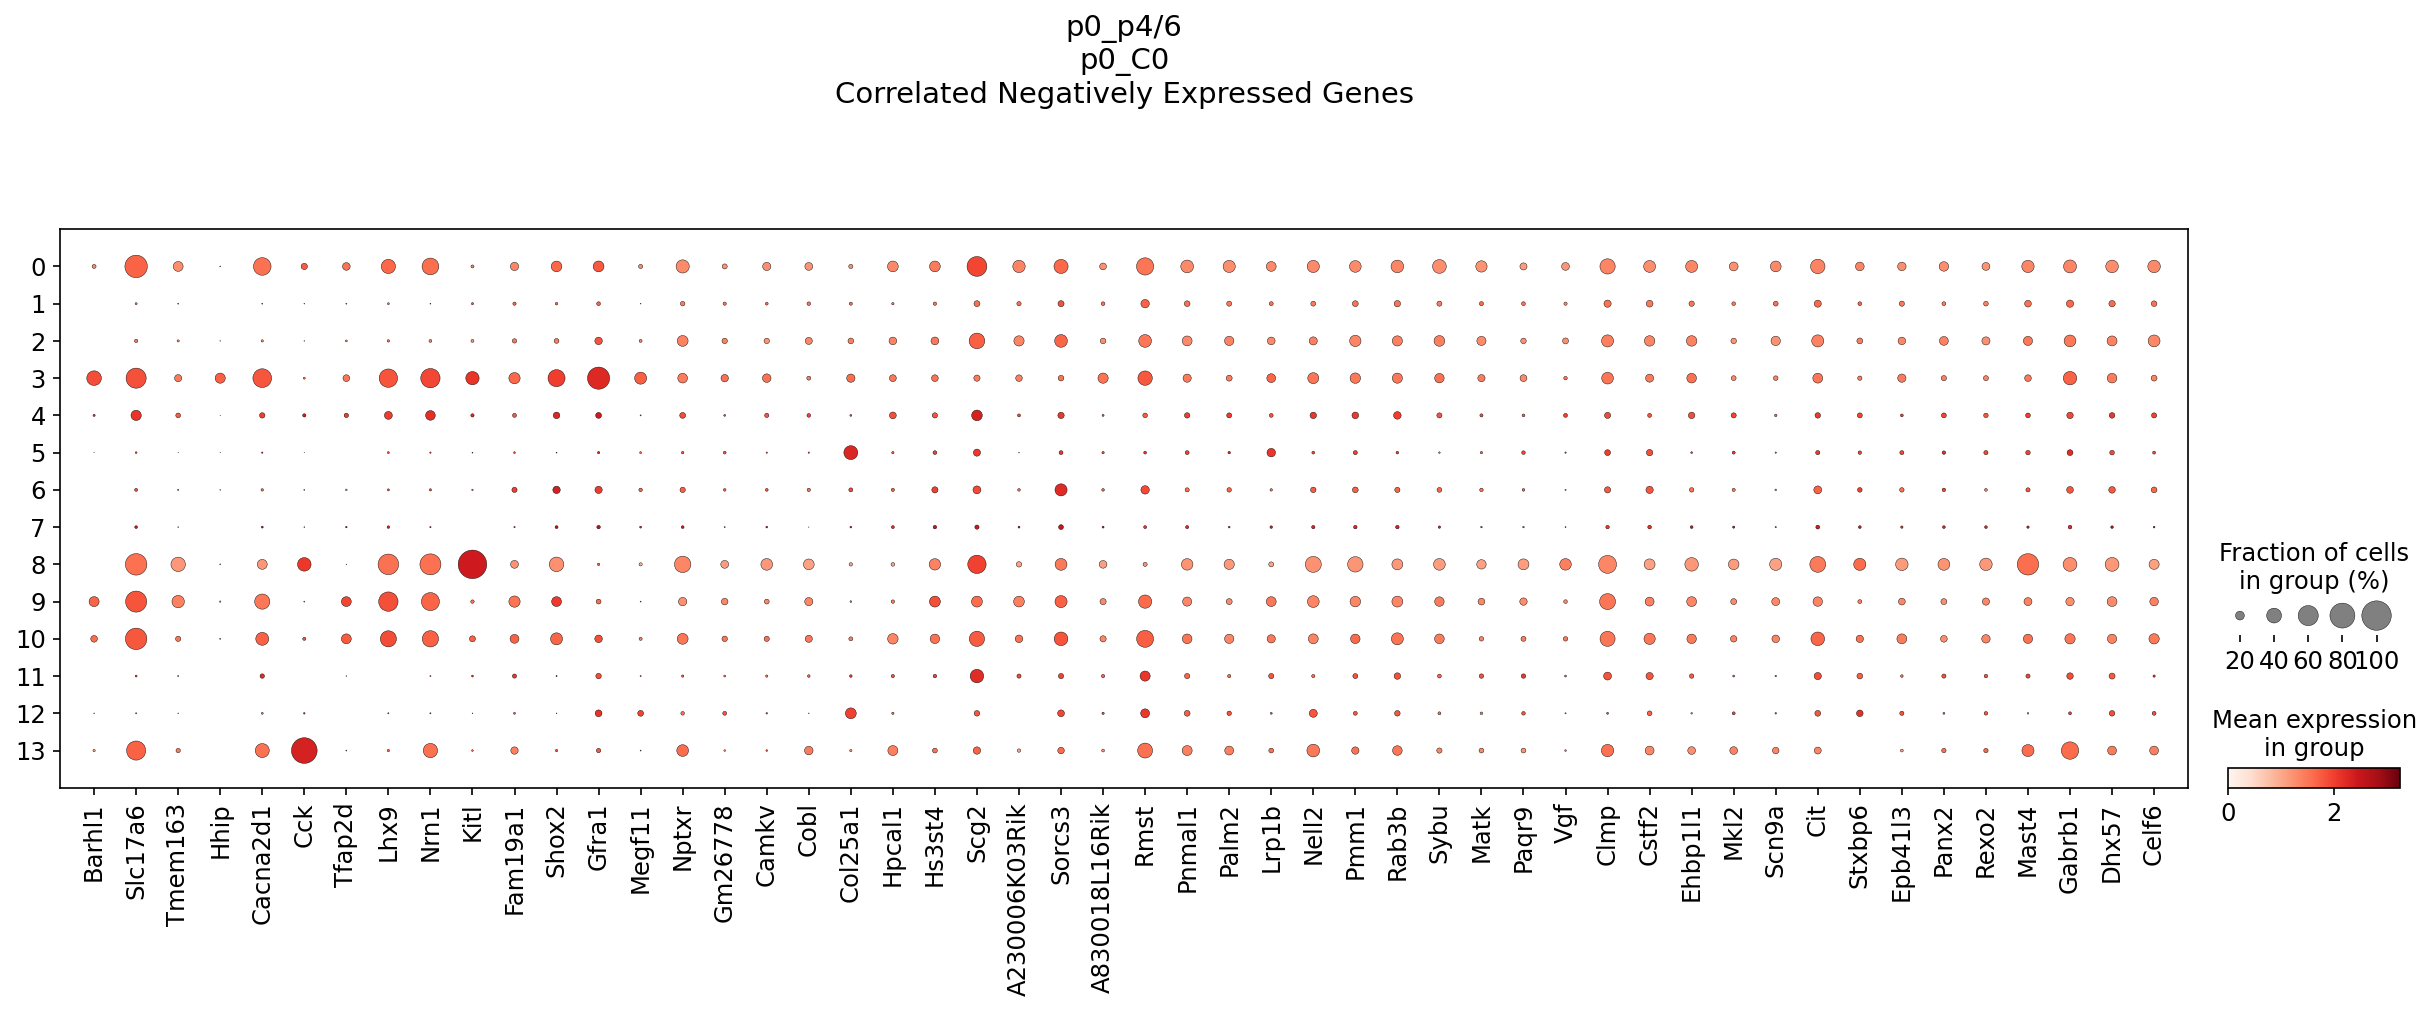 p0_p4/6
p0_C0
Correlated Negatively Expressed Genes
0
1
2
3
4
5
6
7
8
9
10
11
12
13
Barhl1
Slc17a6
Tmem163
Hhip
Cacna2d1
Cck
Tfap2d
Lhx9
Nrn1
Kitl
Fam19a1
Shox2
Gfra1
Megf11
Nptxr
Gm26778
Camkv
Cobl
Col25a1
Hpcal1
Hs3st4
Scg2
A230006K03Rik
Sorcs3
A830018L16Rik
Rmst
Pnmal1
Palm2
Lrp1b
Nell2
Pmm1
Rab3b
Sybu
Matk
Paqr9
Vgf
Clmp
Cstf2
Ehbp1l1
Mkl2
Scn9a
Cit
Stxbp6
Epb41l3
Panx2
Rexo2
Mast4
Gabrb1
Dhx57
Celf6
Fraction of cells
in group (%)
20 40 60 80100
Mean expression
in group
0 2